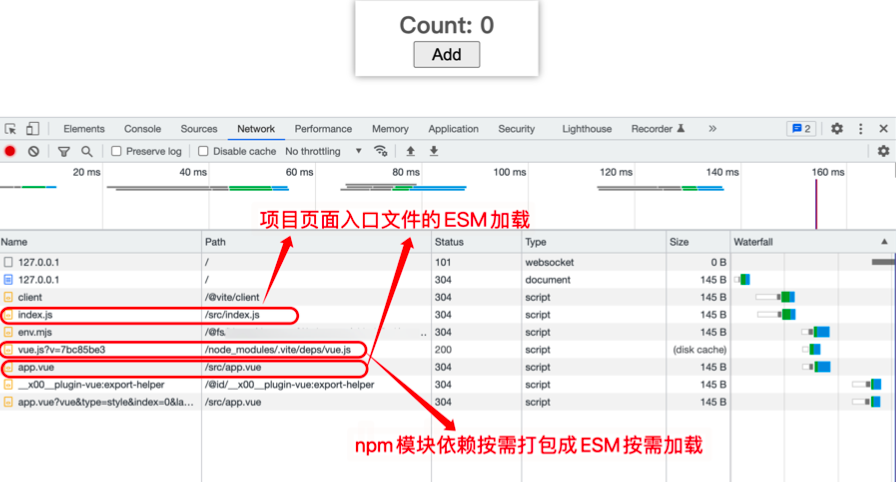 Count: 0
Add
Elements Console Sources Network Performance Memory Application Security Lighthouse Recorder » 2
Preserve log Disable cache No throttling
20 ms 40 ms 60 ms 80 ms 100 ms 120 ms 140 ms 160 ms
项目页面入口文件的ESM加载
Name Path Status Type Size Waterfall
127.0.0.1 / 101 websocket 0 B
127.0.0.1 / 304 document 145 B
client /@vite/client 304 script 145 B
index.js /src/index.js 304 script 145 B
env.mjs /@fs/ .. 304 script 145 B
vue.js?v=7bc85be3 /node_modules/.vite/deps/vue.js 200 script (disk cache)
app.vue /src/app.vue 304 script 145 B
__x00__plugin-vue:export-helper /@id/__x00__plugin-vue:export-helper 304 script 145 B
app.vue?vue&type=style&index=0&la... /src/app.vue 304 script 145 B
npm模块依赖按需打包成ESM按需加载